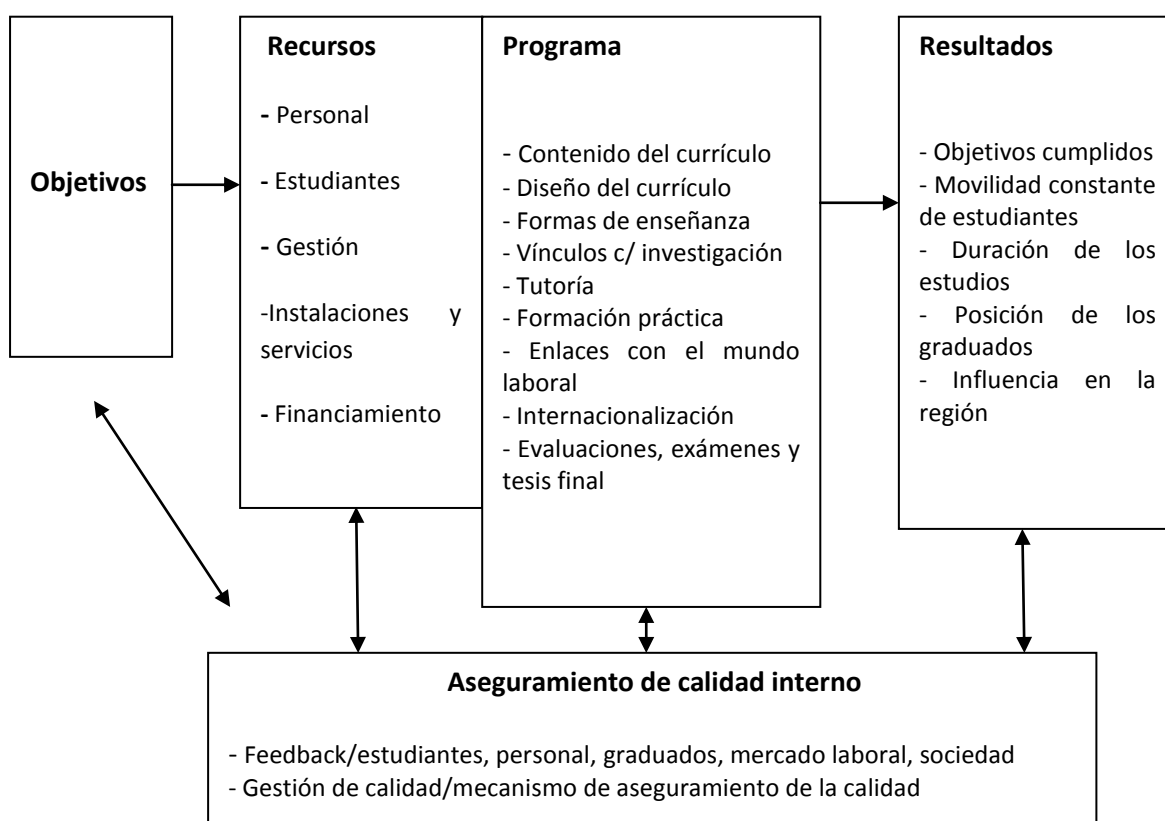 Objetivos
Recursos
- Personal
- Estudiantes
- Gestión
-Instalaciones y
servicios
- Financiamiento
Programa
- Contenido del currículo
- Diseño del currículo
- Formas de enseñanza
- Vínculos c/ investigación
- Tutoría
- Formación práctica
- Enlaces con el mundo
laboral
- Internacionalización
- Evaluaciones, exámenes y
tesis final
Resultados
- Objetivos cumplidos
- Movilidad constante
de estudiantes
- Duración de los
estudios
- Posición de los
graduados
- Influencia en la
región
Aseguramiento de calidad interno
- Feedback/estudiantes, personal, graduados, mercado laboral, sociedad
- Gestión de calidad/mecanismo de aseguramiento de la calidad